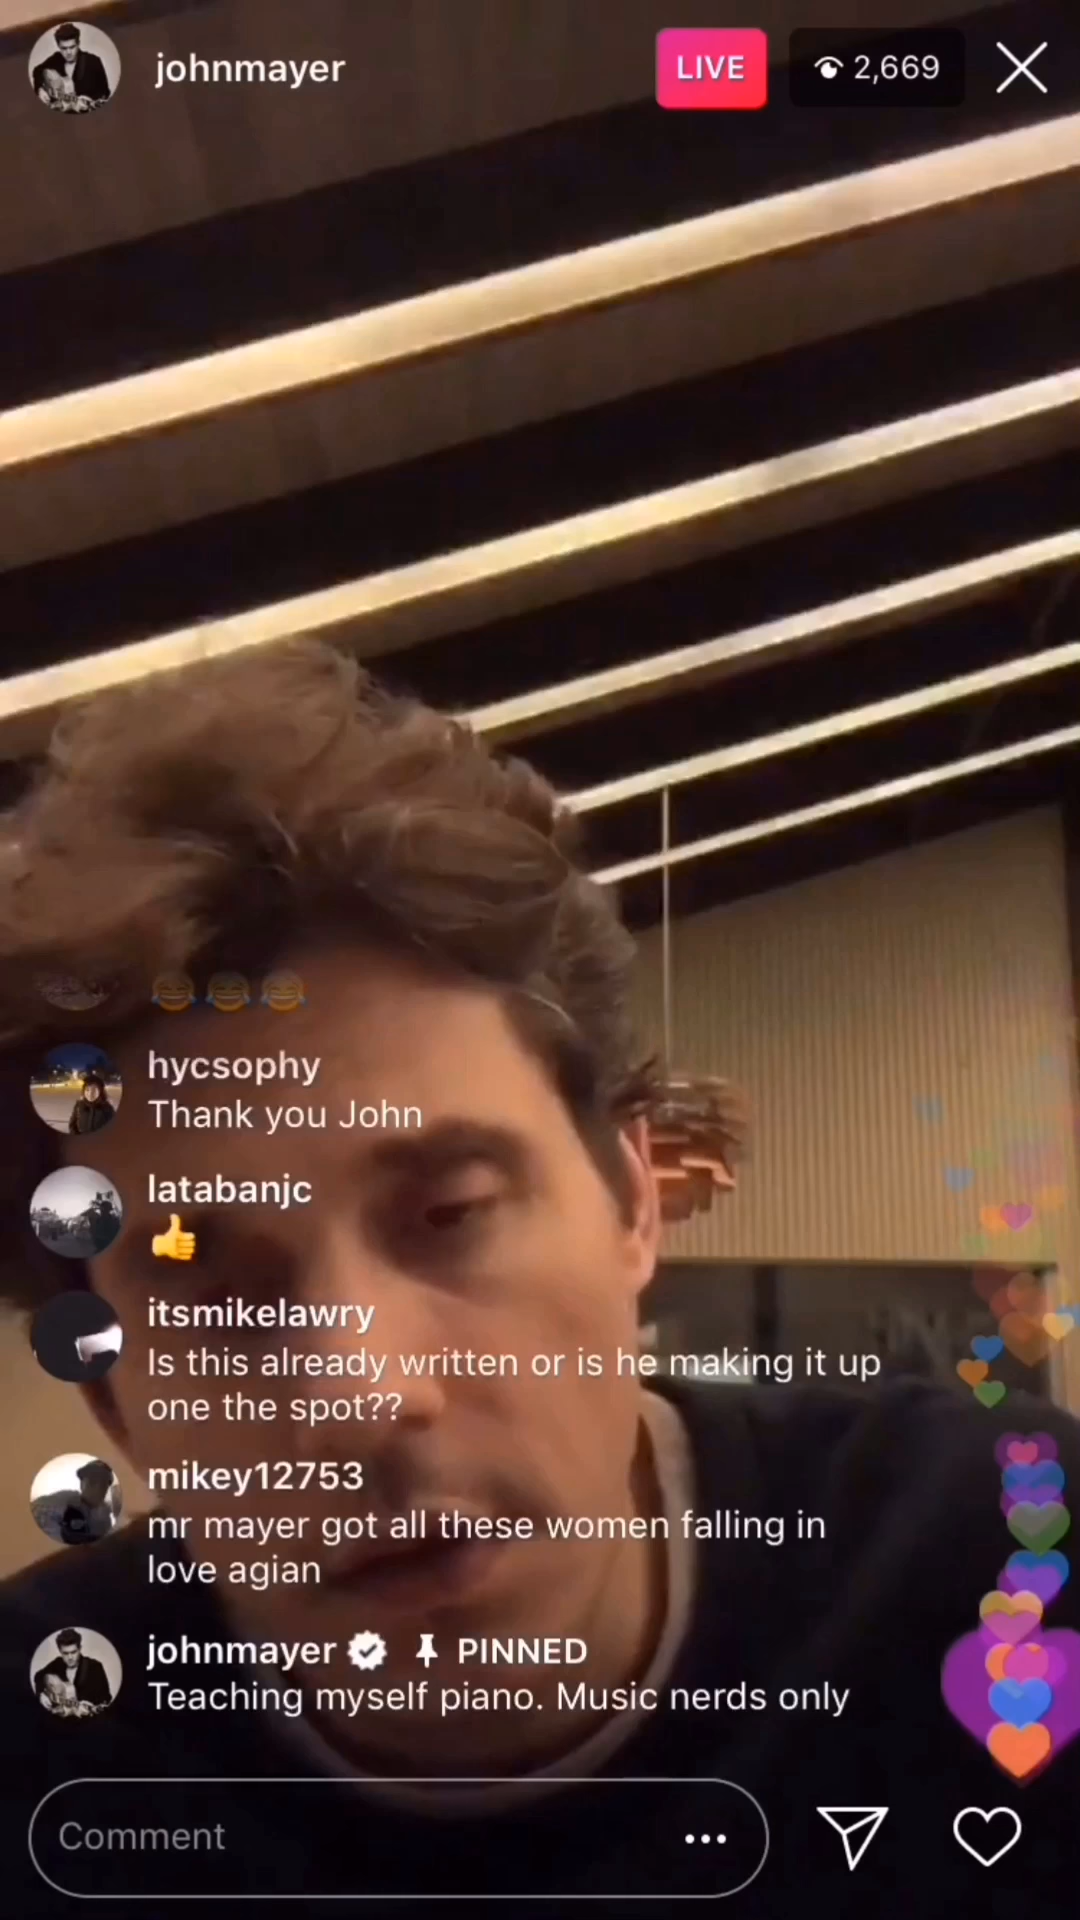 johnmayer
LIVE
2,669
😂😂😂
hycsophy
Thank you John
latabanjc
👍
itsmikelawry
Is this already written or is he making it up
one the spot??
mikey12753
mr mayer got all these women falling in
love agian
johnmayer PINNED
Teaching myself piano. Music nerds only
Comment